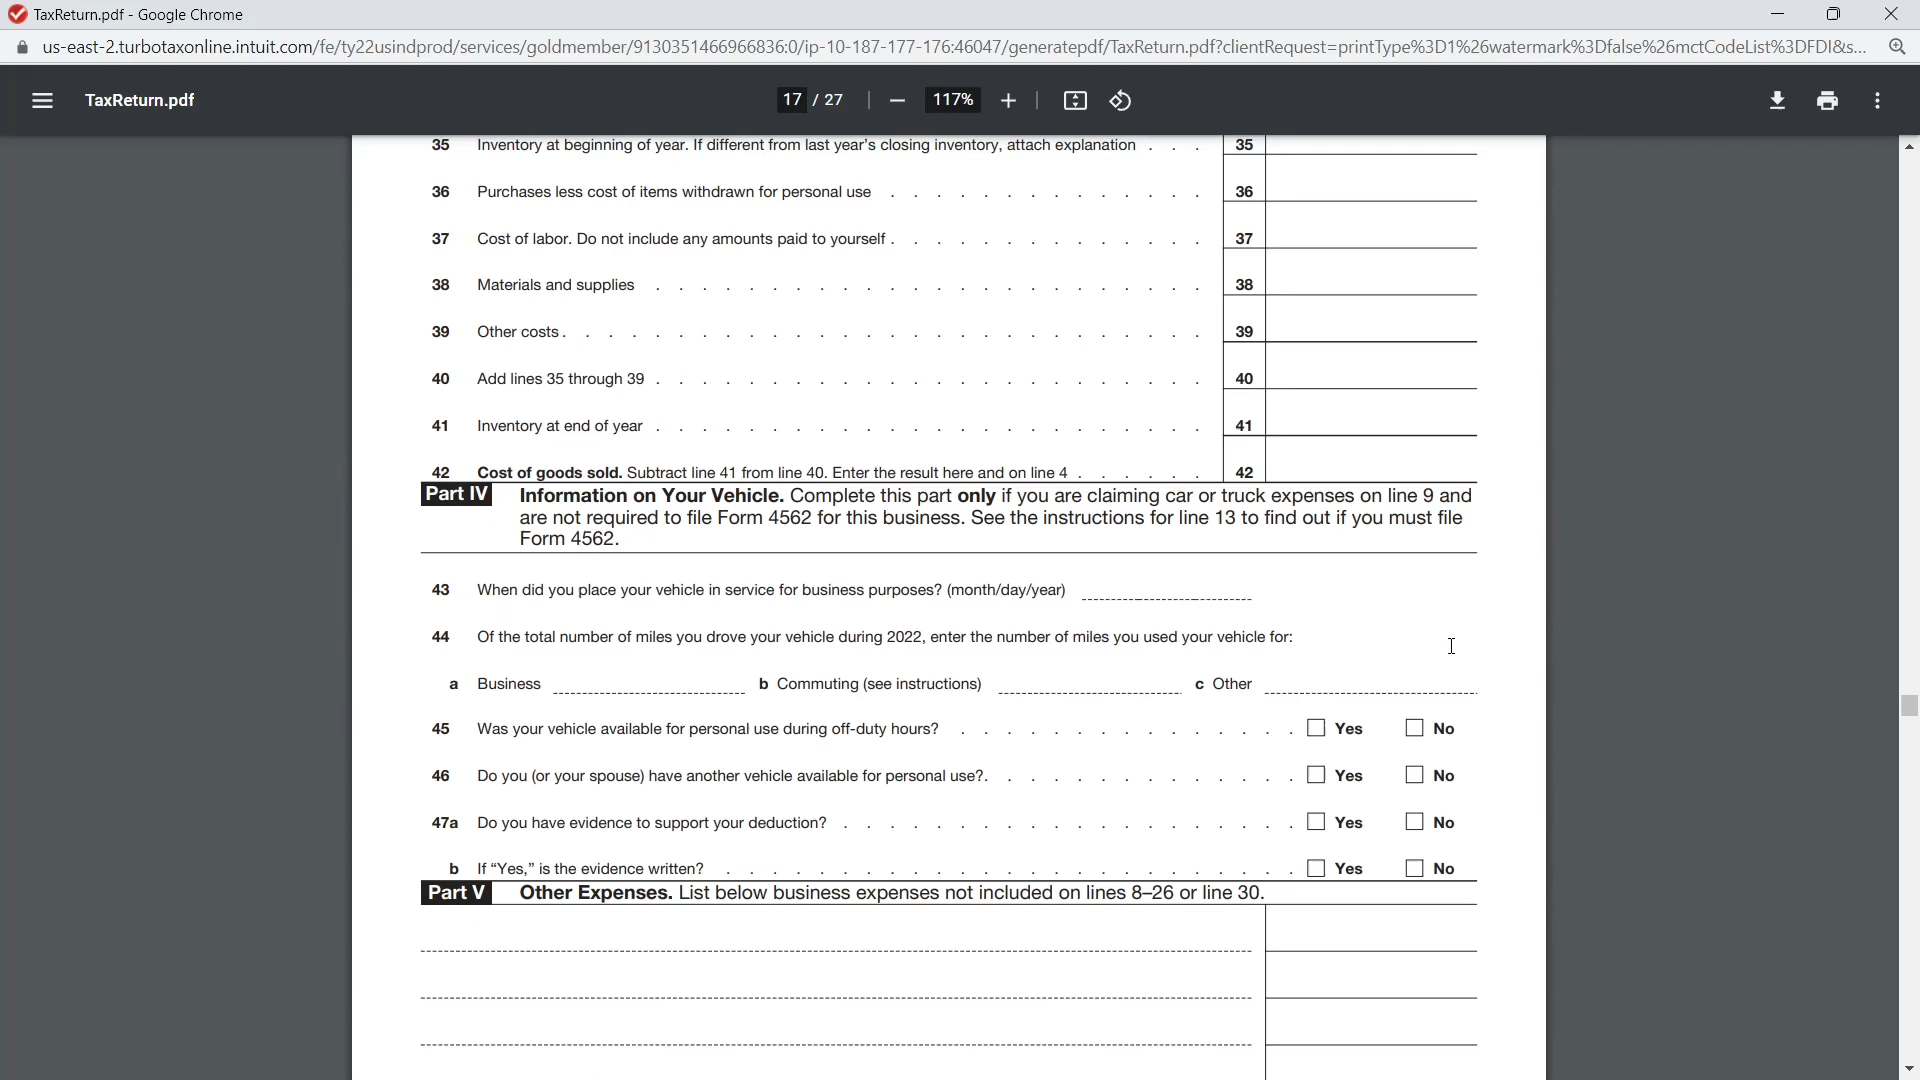 TaxReturn.pdf - Google Chrome
us-east-2.turbotaxonline.intuit.com/fe/ty22usindprod/services/goldmember/9130351466966836:0/ip-10-187-177-176:46047/generatepdf/TaxReturn.pdf?clientRequest=printType%3D1%26watermark%3Dfalse%26mctCodeList%3DFDI&s...
TaxReturn.pdf 17 / 27 117%
35 Inventory at beginning of year. If different from last year's closing inventory, attach explanation . . . 35
36 Purchases less cost of items withdrawn for personal use . . . . . . . . . . . . . . 36
37 Cost of labor. Do not include any amounts paid to yourself . . . . . . . . . . . . . . 37
38 Materials and supplies . . . . . . . . . . . . . . . . . . . . . . . . 38
39 Other costs . . . . . . . . . . . . . . . . . . . . . . . . . . . . 39
40 Add lines 35 through 39 . . . . . . . . . . . . . . . . . . . . . . . . 40
41 Inventory at end of year . . . . . . . . . . . . . . . . . . . . . . . . 41
42 Cost of goods sold. Subtract line 41 from line 40. Enter the result here and on line 4 . . . . . . 42
Part IV Information on Your Vehicle. Complete this part only if you are claiming car or truck expenses on line 9 and
are not required to file Form 4562 for this business. See the instructions for line 13 to find out if you must file
Form 4562.
43 When did you place your vehicle in service for business purposes? (month/day/year)
44 Of the total number of miles you drove your vehicle during 2022, enter the number of miles you used your vehicle for:
a Business b Commuting (see instructions) c Other
45 Was your vehicle available for personal use during off-duty hours? . . . . . . . . . . . . . . . Yes No
46 Do you (or your spouse) have another vehicle available for personal use?. . . . . . . . . . . . . . Yes No
47a Do you have evidence to support your deduction? . . . . . . . . . . . . . . . . . . . . Yes No
b If "Yes," is the evidence written? . . . . . . . . . . . . . . . . . . . . . . . . . Yes No
Part V Other Expenses. List below business expenses not included on lines 8–26 or line 30.